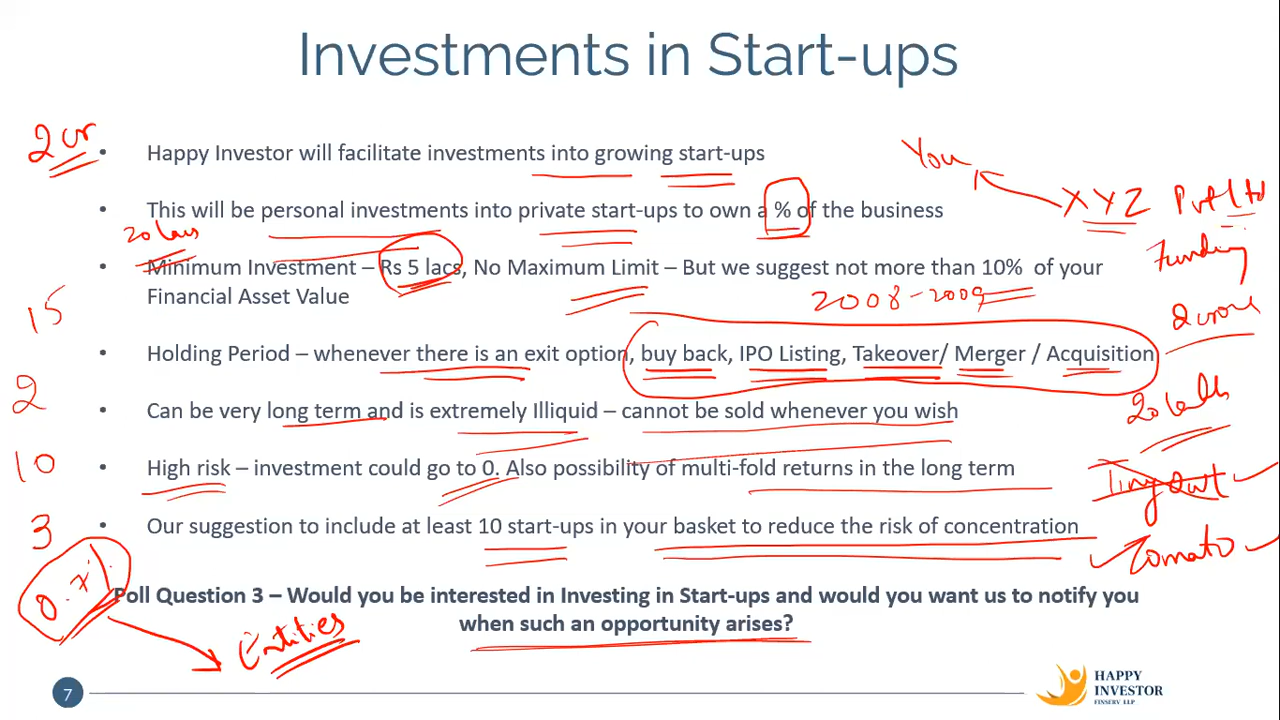 Investments in Start-ups
2 cr
• Happy Investor will facilitate investments into growing start-ups
You
XYZ Pvt Ltd
• This will be personal investments into private start-ups to own a % of the business
20 lacs
Funding
• Minimum Investment – Rs 5 lacs, No Maximum Limit – But we suggest not more than 10% of your
Financial Asset Value
2008-2009
15
2 crore
• Holding Period – whenever there is an exit option, buy back, IPO Listing, Takeover/ Merger / Acquisition
2
20 lakhs
• Can be very long term and is extremely Illiquid – cannot be sold whenever you wish
10
• High risk – investment could go to 0. Also possibility of multi-fold returns in the long term
Tiny Owl
3
• Our suggestion to include at least 10 start-ups in your basket to reduce the risk of concentration
Zomato
0.7%
Poll Question 3 – Would you be interested in Investing in Start-ups and would you want us to notify you
when such an opportunity arises?
Entities
7
HAPPY
INVESTOR
FINSERV LLP